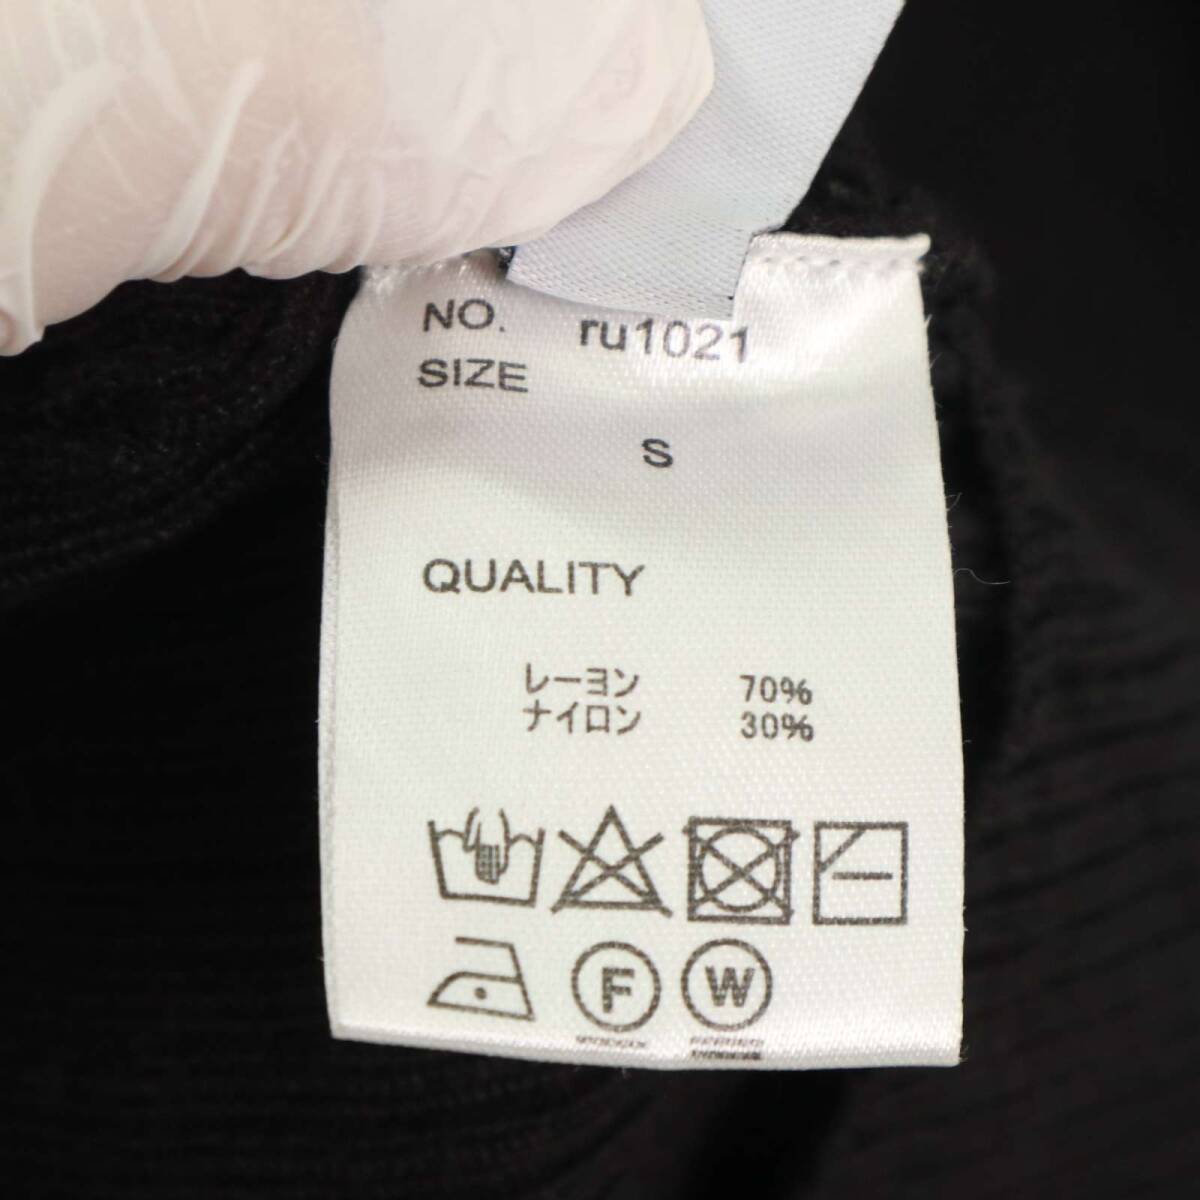 NO. ru1021
SIZE
S
QUALITY
レーヨン 70%
ナイロン 30%
F W